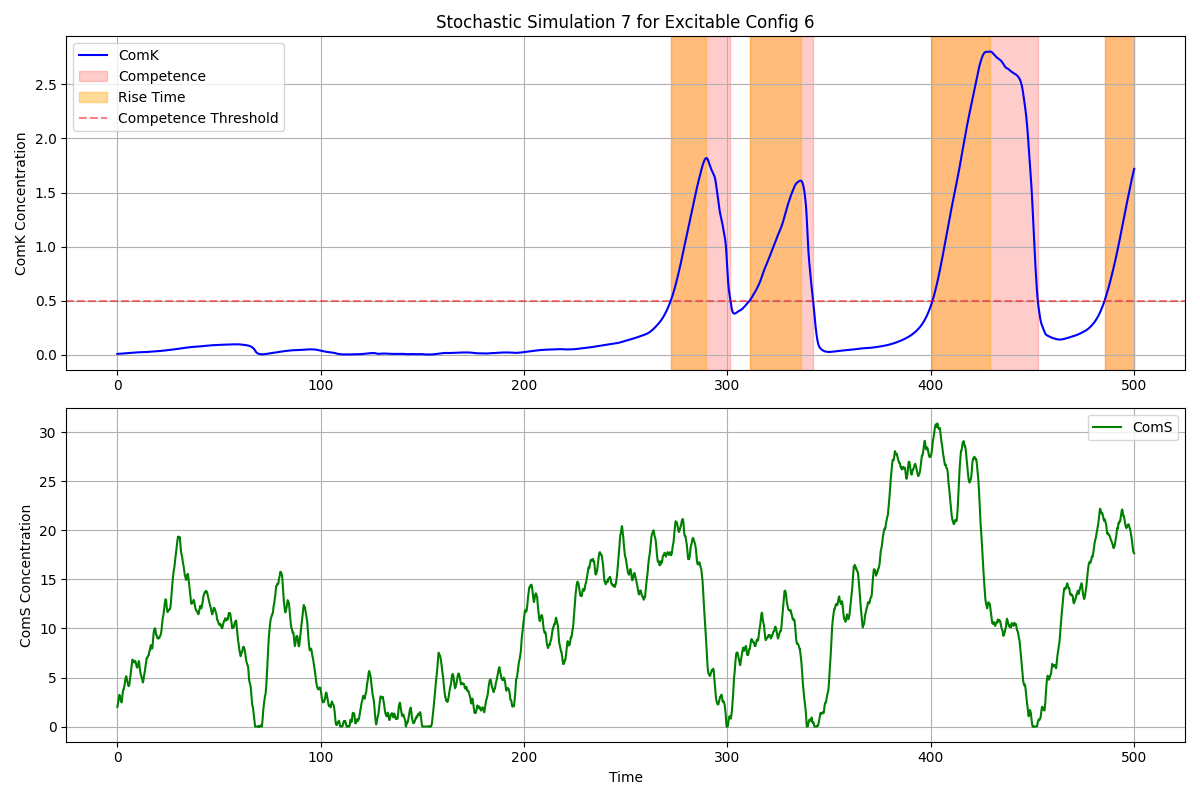 Stochastic Simulation 7 for Excitable Config 6
ComK
Competence
Rise Time
Competence Threshold
ComK Concentration
2.5
2.0
1.5
1.0
0.5
0.0
0 100 200 300 400 500
ComS
ComS Concentration
30
25
20
15
10
5
0
0 100 200 300 400 500
Time